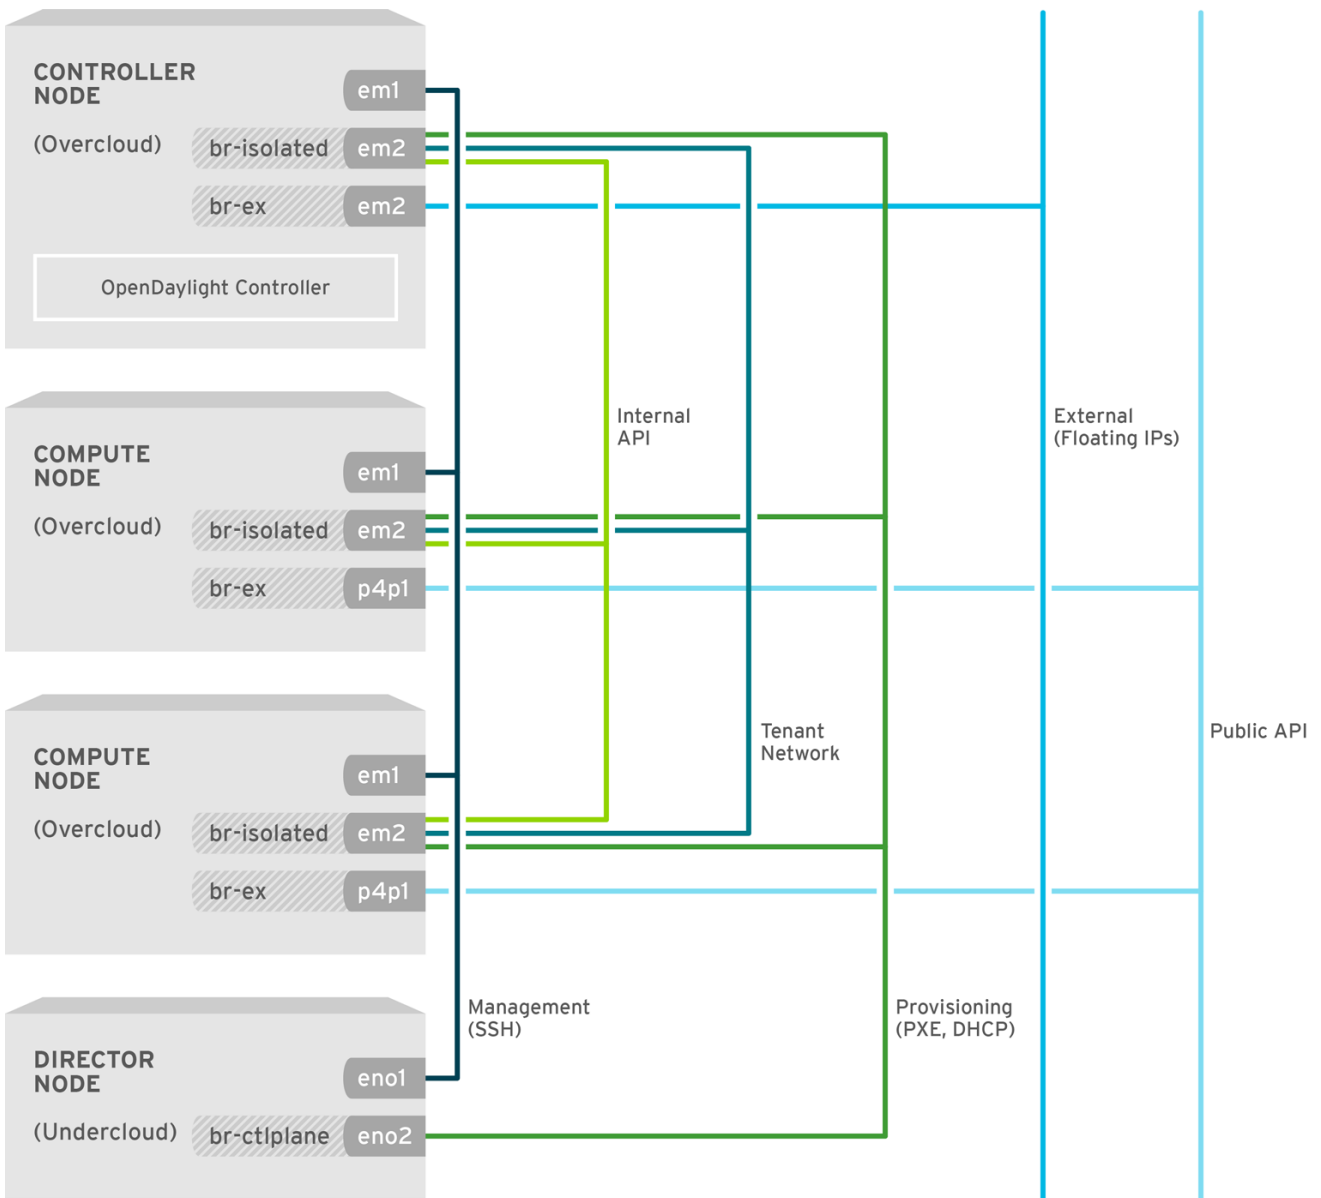 CONTROLLER
NODE
em1
(Overcloud)
br-isolated
em2
br-ex
em2
OpenDaylight Controller
Internal
API
External
(Floating IPs)
COMPUTE
NODE
em1
(Overcloud)
br-isolated
em2
br-ex
p4p1
Tenant
Network
Public API
COMPUTE
NODE
em1
(Overcloud)
br-isolated
em2
br-ex
p4p1
Management
(SSH)
Provisioning
(PXE, DHCP)
DIRECTOR
NODE
eno1
(Undercloud)
br-ctlplane
eno2